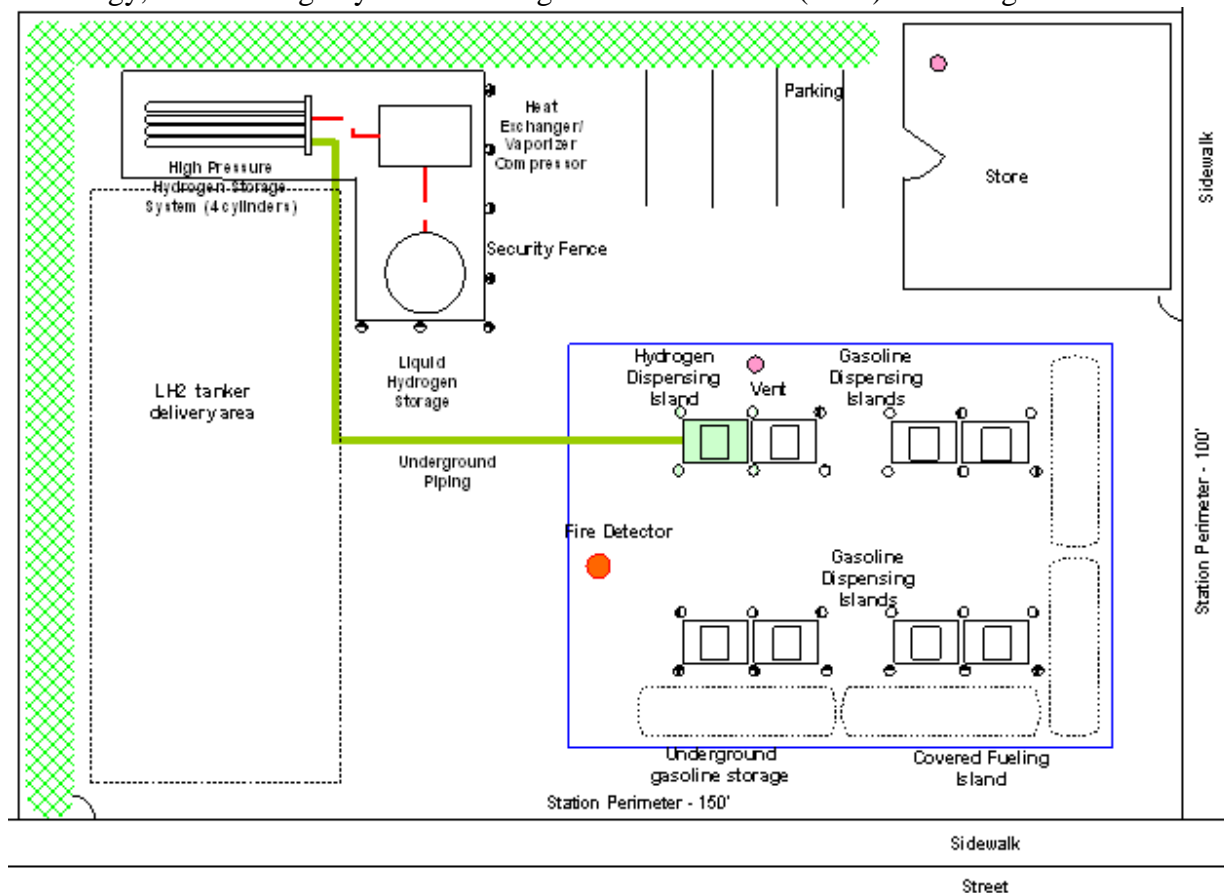 Parking
Heat
Exchanger/
Vaporizer
Compressor
High Pressure
Hydrogen Storage
System (4 cylinders)
Store
Sidewalk
Security Fence
Liquid
Hydrogen
Storage
LH2 tanker
delivery area
Hydrogen
Dispensing
Island
Vent
Gasoline
Dispensing
Islands
Underground
Piping
Fire Detector
Gasoline
Dispensing
Islands
Station Perimeter - 100'
Underground
gasoline storage
Covered Fueling
Island
Station Perimeter - 150'
Sidewalk
Street